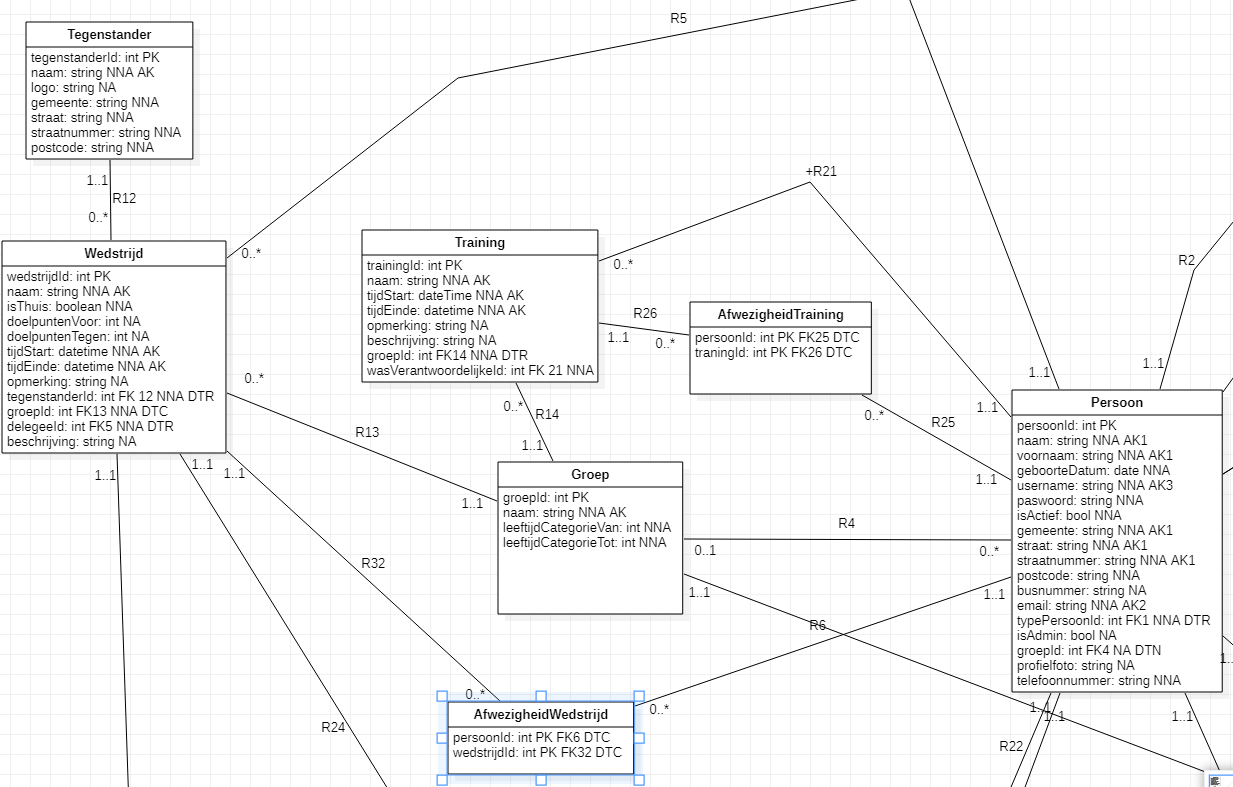 R5
Tegenstander
tegenstanderId: int PK
naam: string NNA AK
logo: string NA
gemeente: string NNA
straat: string NNA
straatnummer: string NNA
postcode: string NNA
1..1
R12
0..*
Wedstrijd
wedstrijdId: int PK
naam: string NNA AK
isThuis: boolean NNA
doelpuntenVoor: int NA
doelpuntenTegen: int NA
tijdStart: datetime NNA AK
tijdEinde: datetime NNA AK
opmerking: string NA
tegenstanderId: int FK 12 NNA DTR
groepId: int FK13 NNA DTC
delegeeId: int FK5 NNA DTR
beschrijving: string NA
0..*
0..*
1..1
1..1
1..1
Training
trainingId: int PK
naam: string NNA AK
tijdStart: dateTime NNA AK
tijdEinde: datetime NNA AK
opmerking: string NA
beschrijving: string NA
groepId: int FK14 NNA DTR
wasVerantwoordelijkeId: int FK 21 NNA
0..*
+R21
R26
1..1
0..*
AfwezigheidTraining
persoonId: int PK FK25 DTC
traningId: int PK FK26 DTC
0..*
R25
1..1
1..1
1..1
R2
1..1
0..*
R14
1..1
R13
1..1
Groep
groepId: int PK
naam: string NNA AK
leeftijdCategorieVan: int NNA
leeftijdCategorieTot: int NNA
R4
0..1
0..*
1..1
1..1
R6
Persoon
persoonId: int PK
naam: string NNA AK1
voornaam: string NNA AK1
geboorteDatum: date NNA
username: string NNA AK3
paswoord: string NNA
isActief: bool NNA
gemeente: string NNA AK1
straat: string NNA AK1
straatnummer: string NNA AK1
postcode: string NNA
busnummer: string NA
email: string NNA AK2
typePersoonId: int FK1 NNA DTR
isAdmin: bool NA
groepId: int FK4 NA DTN
profielfoto: string NA
telefoonnummer: string NNA
1..
1..1
1..1
1..1
R22
R32
R24
0..*
0..*
AfwezigheidWedstrijd
persoonId: int PK FK6 DTC
wedstrijdId: int PK FK32 DTC